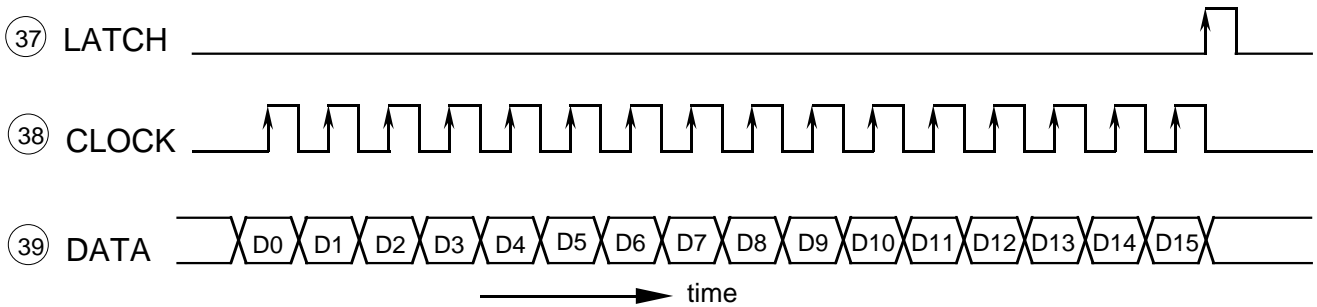 37 LATCH
38 CLOCK
39 DATA D0 D1 D2 D3 D4 D5 D6 D7 D8 D9 D10 D11 D12 D13 D14 D15
time